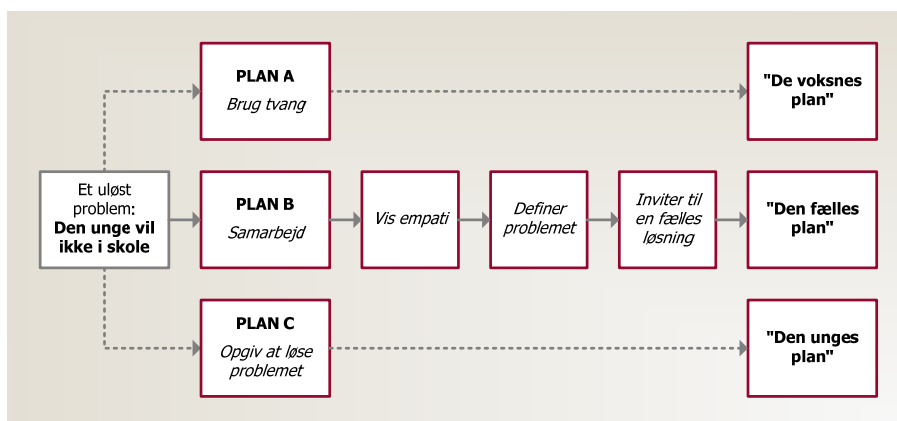 PLAN A
Brug tvang
"De voksnes
plan"
Et uløst
problem:
Den unge vil
ikke i skole
PLAN B
Samarbejd
Vis empati
Definer
problemet
Inviter til
en fælles
løsning
"Den fælles
plan"
PLAN C
Opgiv at løse
problemet
"Den unges
plan"